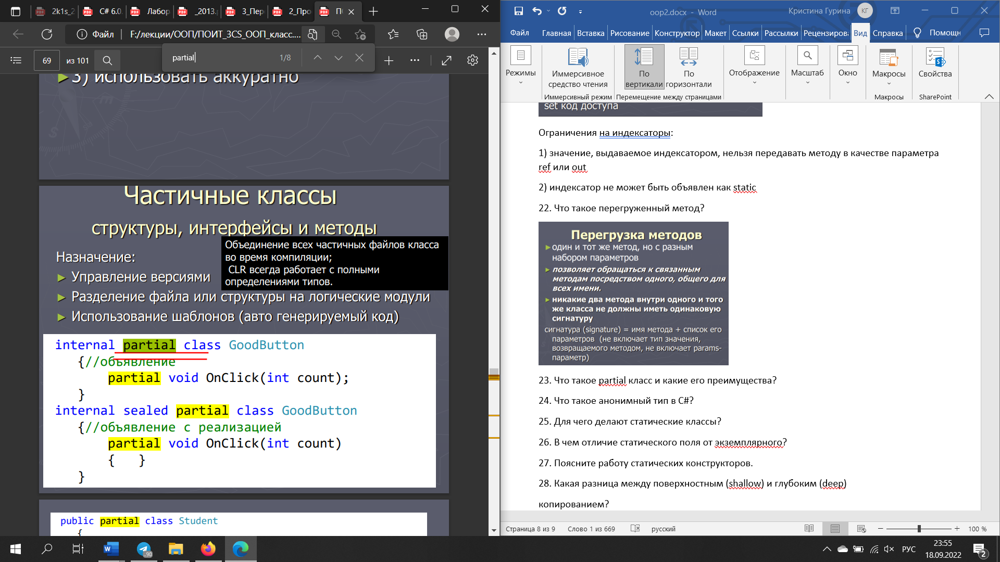 2k1s_2
C# 6.0.
Лабор
_2013.p
3_Пер
2_Про
ПО
Файл
F:/лекции/ООП/ПОИТ_3CS_ООП_класс....
69
из 101
partial
1/8
3) использовать аккуратно
Частичные классы
структуры, интерфейсы и методы
Объединение всех частичных файлов класса
во время компиляции;
CLR всегда работает с полными
определениями типов.
Назначение:
► Управление версиями
► Разделение файла или структуры на логические модули
► Использование шаблонов (авто генерируемый код)
internal partial class GoodButton
{//объявление
partial void OnClick(int count);
}
internal sealed partial class GoodButton
{//объявление с реализацией
partial void OnClick(int count)
{ }
}
public partial class Student
{
oop2.docx - Word
Кристина Гурина
КГ
Файл
Главная
Вставка
Рисование
Конструктор
Макет
Ссылки
Рассылки
Рецензирова
Вид
Справка
Помощн
Режимы
Иммерсивное
средство чтения
По
вертикали
По
горизонтали
Отображение
Масштаб
Окно
Макросы
Свойства
Иммерсивный режим
Перемещение между страницами
Макросы
SharePoint
set код доступа
Ограничения на индексаторы:
1) значение, выдаваемое индексатором, нельзя передавать методу в качестве параметра
ref или out
2) индексатор не может быть объявлен как static
22. Что такое перегруженный метод?
Перегрузка методов
► один и тот же метод, но с разным
набором параметров
► позволяет обращаться к связанным
методам посредством одного, общего для
всех имени.
► никакие два метода внутри одного и того
же класса не должны иметь одинаковую
сигнатуру
сигнатура (signature) = имя метода + список его
параметров (не включает тип значения,
возвращаемого методом, не включает params-
параметр)
23. Что такое partial класс и какие его преимущества?
24. Что такое анонимный тип в C#?
25. Для чего делают статические классы?
26. В чем отличие статического поля от экземплярного?
27. Поясните работу статических конструкторов.
28. Какая разница между поверхностным (shallow) и глубоким (deep)
копированием?
Страница 8 из 9
Слово 1 из 669
русский
100 %
90
РУС
23:55
18.09.2022
2